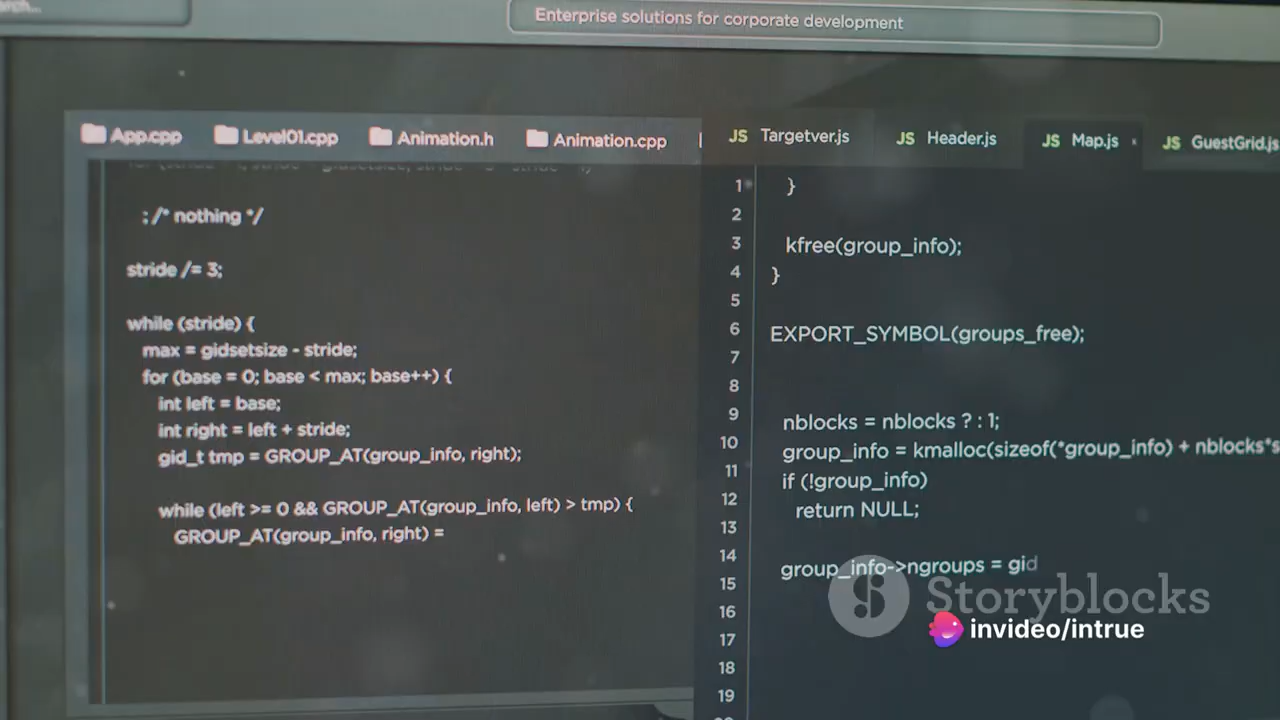 Enterprise solutions for corporate development
App.cpp Level01.cpp Animation.h Animation.cpp
; /* nothing */
stride /= 3;
while (stride) {
max = gidsetsize - stride;
for (base = 0; base < max; base++) {
int left = base;
int right = left + stride;
gid_t tmp = GROUP_AT(group_info, right);
while (left >= 0 && GROUP_AT(group_info, left) > tmp) {
GROUP_AT(group_info, right) =
JS Targetver.js JS Header.js JS Map.js x JS GuestGrid.js
1 }
2
3 kfree(group_info);
4 }
5
6 EXPORT_SYMBOL(groups_free);
7
8
9 nblocks = nblocks ? : 1;
10 group_info = kmalloc(sizeof(*group_info) + nblocks*s
11 if (!group_info)
12 return NULL;
13
14 group_info->ngroups = gid
15
16
17
18
19
Storyblocks
invideo/intrue